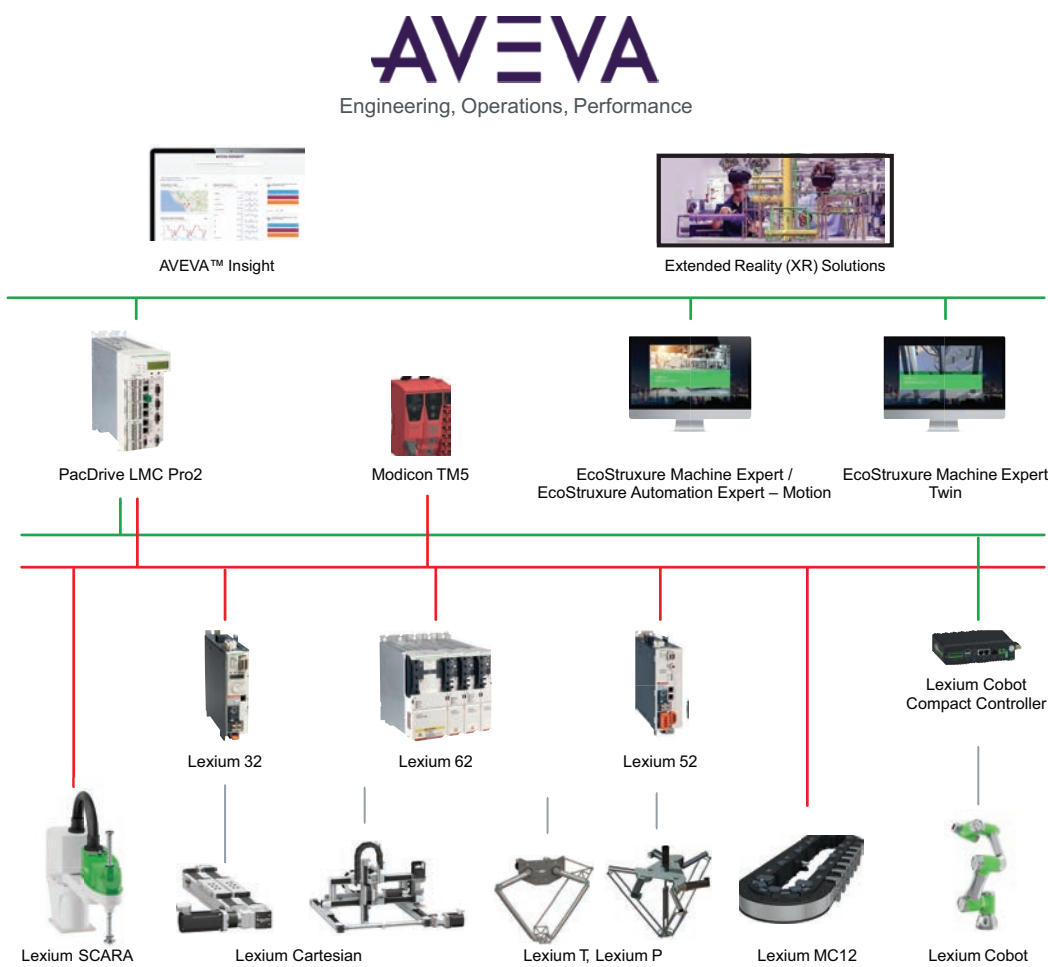 AVEVA
Engineering, Operations, Performance
AVEVA™ Insight
Extended Reality (XR) Solutions
PacDrive LMC Pro2
Modicon TM5
EcoStruxure Machine Expert /
EcoStruxure Automation Expert – Motion
EcoStruxure Machine Expert
Twin
Lexium Cobot
Compact Controller
Lexium 32
Lexium 62
Lexium 52
Lexium SCARA
Lexium Cartesian
Lexium T, Lexium P
Lexium MC12
Lexium Cobot